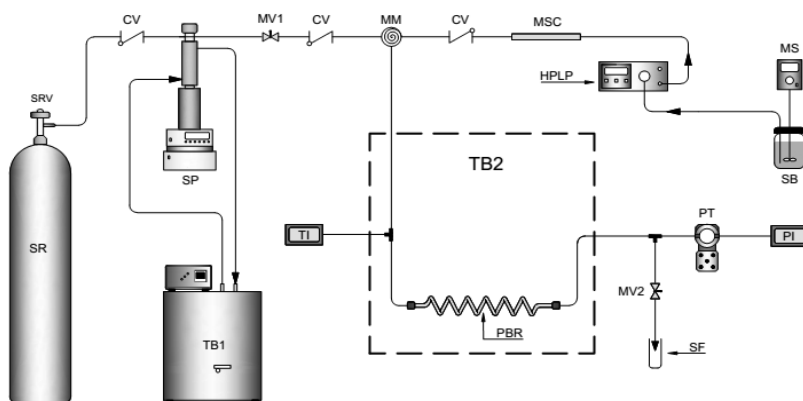 CV
MV1
CV
MM
CV
MSC
MS
HPLP
SRV
SP
SB
TB2
TI
PT
PI
SR
TB1
PBR
MV2
SF